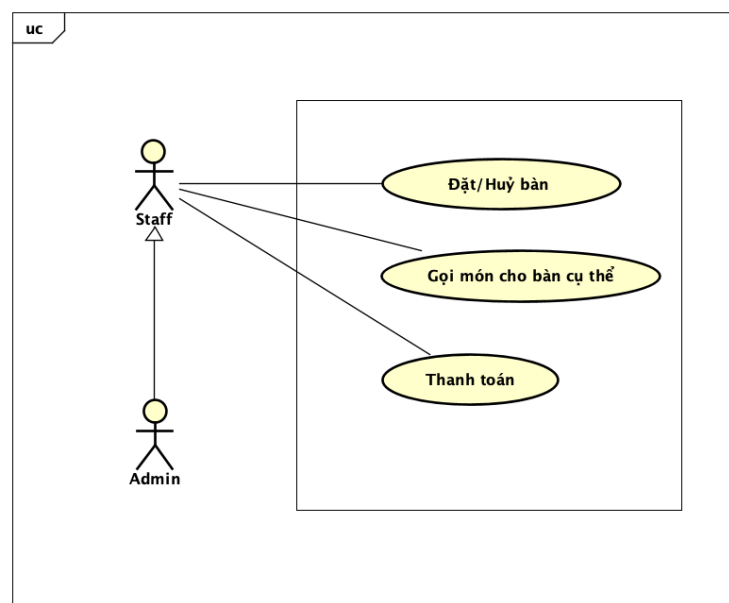 uc
Staff
Đặt/Huỷ bàn
Gọi món cho bàn cụ thể
Thanh toán
Admin